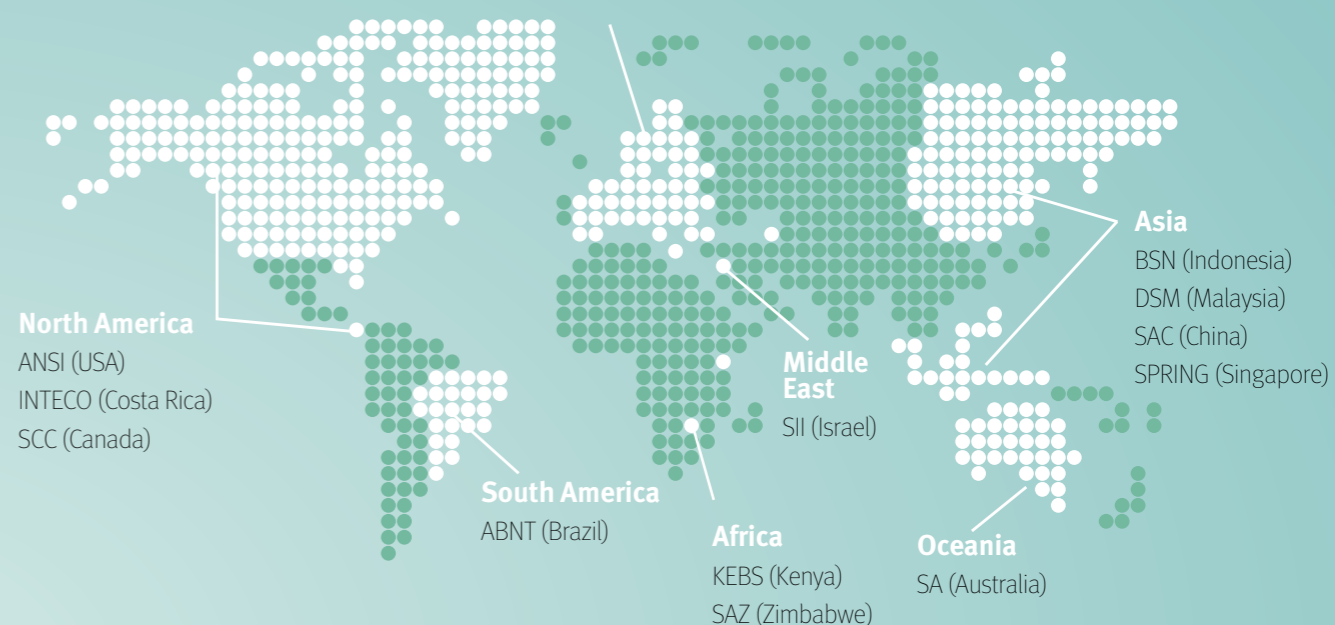 North America
ANSI (USA)
INTECO (Costa Rica)
SCC (Canada)
South America
ABNT (Brazil)
Africa
KEBS (Kenya)
SAZ (Zimbabwe)
Middle
East
SII (Israel)
Oceania
SA (Australia)
Asia
BSN (Indonesia)
DSM (Malaysia)
SAC (China)
SPRING (Singapore)